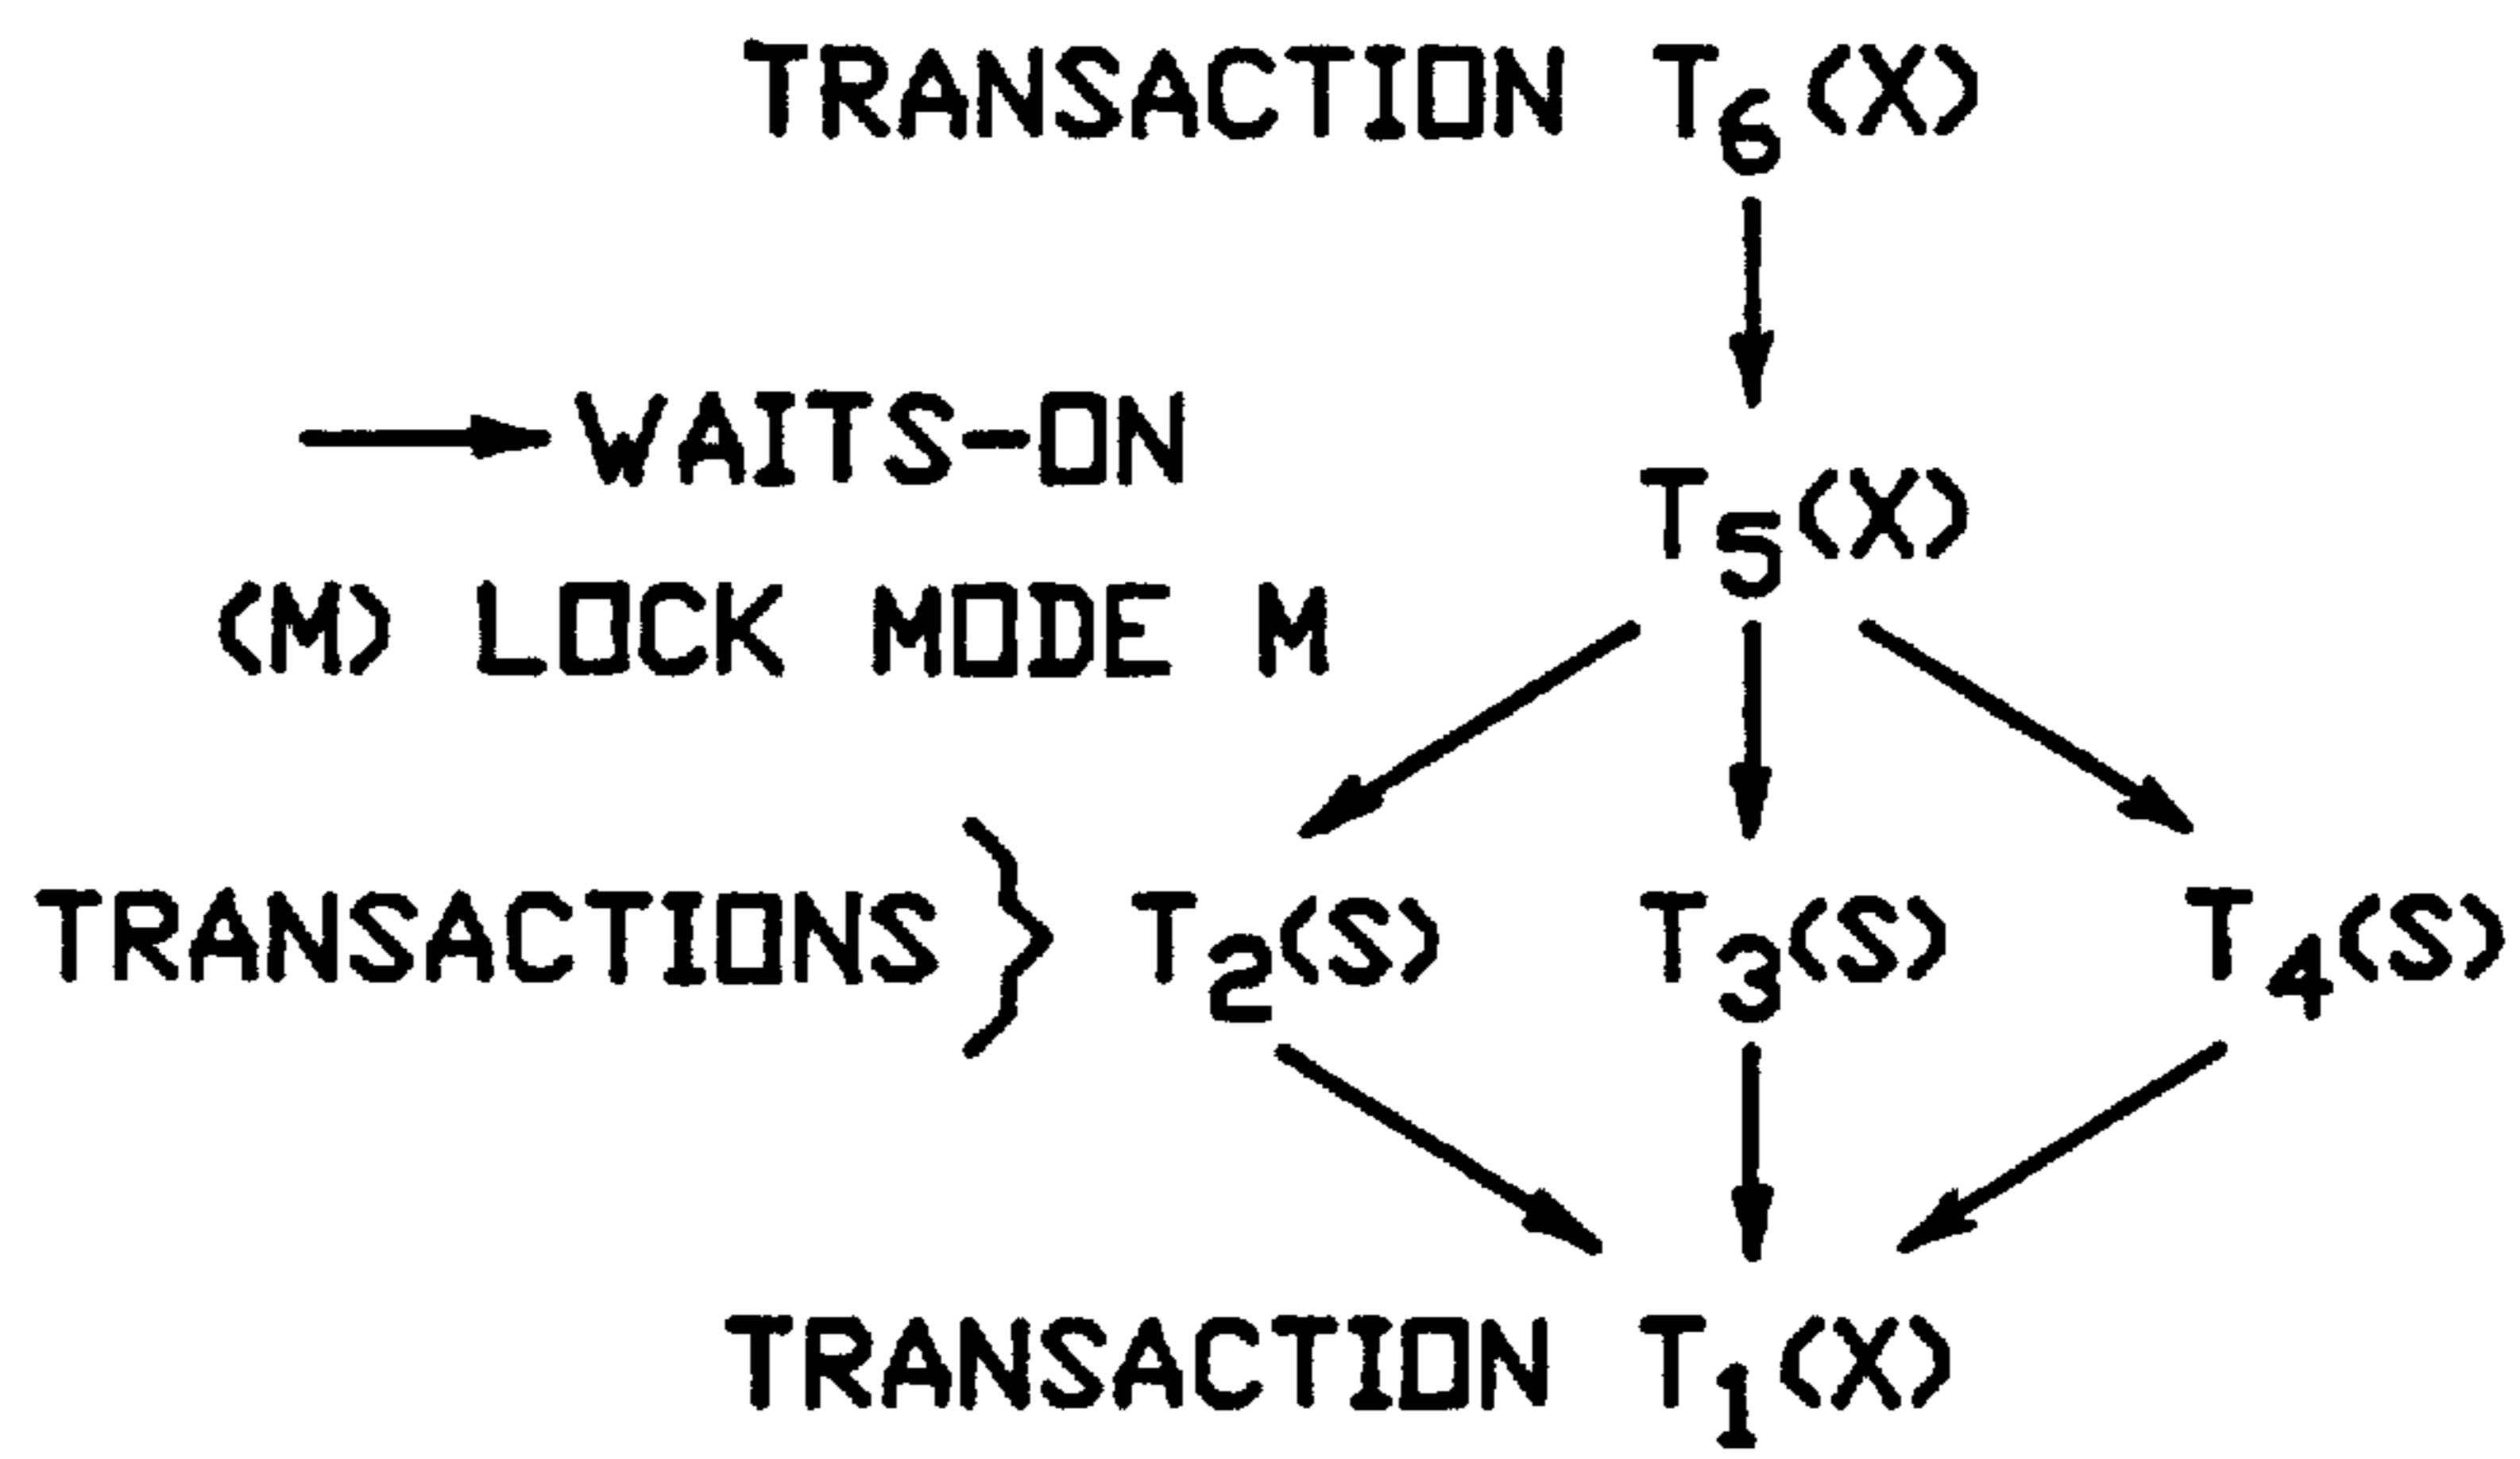 TRANSACTION T6(X)
WAITS-ON
T5(X)
(M) LOCK MODE M
TRANSACTIONS} T2(S) T3(S) T4(S)
TRANSACTION T1(X)